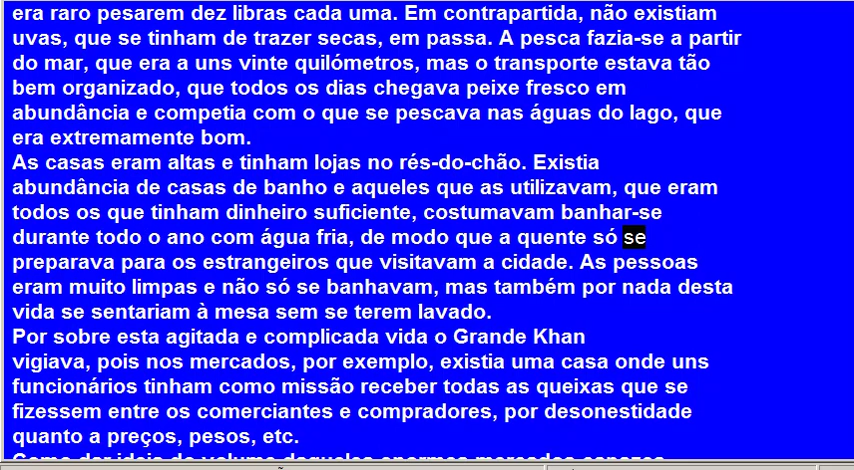 era raro pesarem dez libras cada uma. Em contrapartida, não existiam
uvas, que se tinham de trazer secas, em passa. A pesca fazia-se a partir
do mar, que era a uns vinte quilómetros, mas o transporte estava tão
bem organizado, que todos os dias chegava peixe fresco em
abundância e competia com o que se pescava nas águas do lago, que
era extremamente bom.
As casas eram altas e tinham lojas no rés-do-chão. Existia
abundância de casas de banho e aqueles que as utilizavam, que eram
todos os que tinham dinheiro suficiente, costumavam banhar-se
durante todo o ano com água fria, de modo que a quente só se
preparava para os estrangeiros que visitavam a cidade. As pessoas
eram muito limpas e não só se banhavam, mas também por nada desta
vida se sentariam à mesa sem se terem lavado.
Por sobre esta agitada e complicada vida o Grande Khan
vigiava, pois nos mercados, por exemplo, existia uma casa onde uns
funcionários tinham como missão receber todas as queixas que se
fizessem entre os comerciantes e compradores, por desonestidade
quanto a preços, pesos, etc.
Como dar ideia do volume daqueles enormes mercados capazes